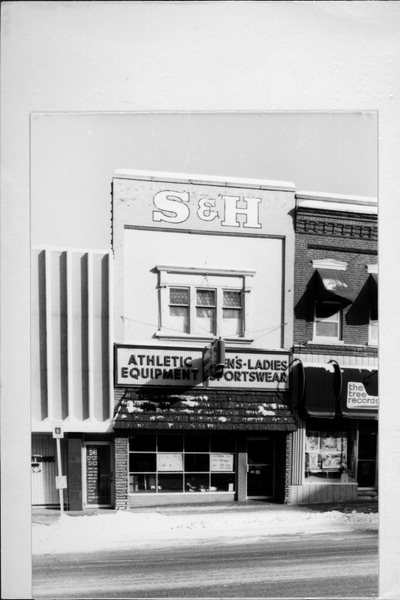 S&H
ATHLETIC
EQUIPMENT
MEN'S-LADIES
SPORTSWEAR
the
tree
records